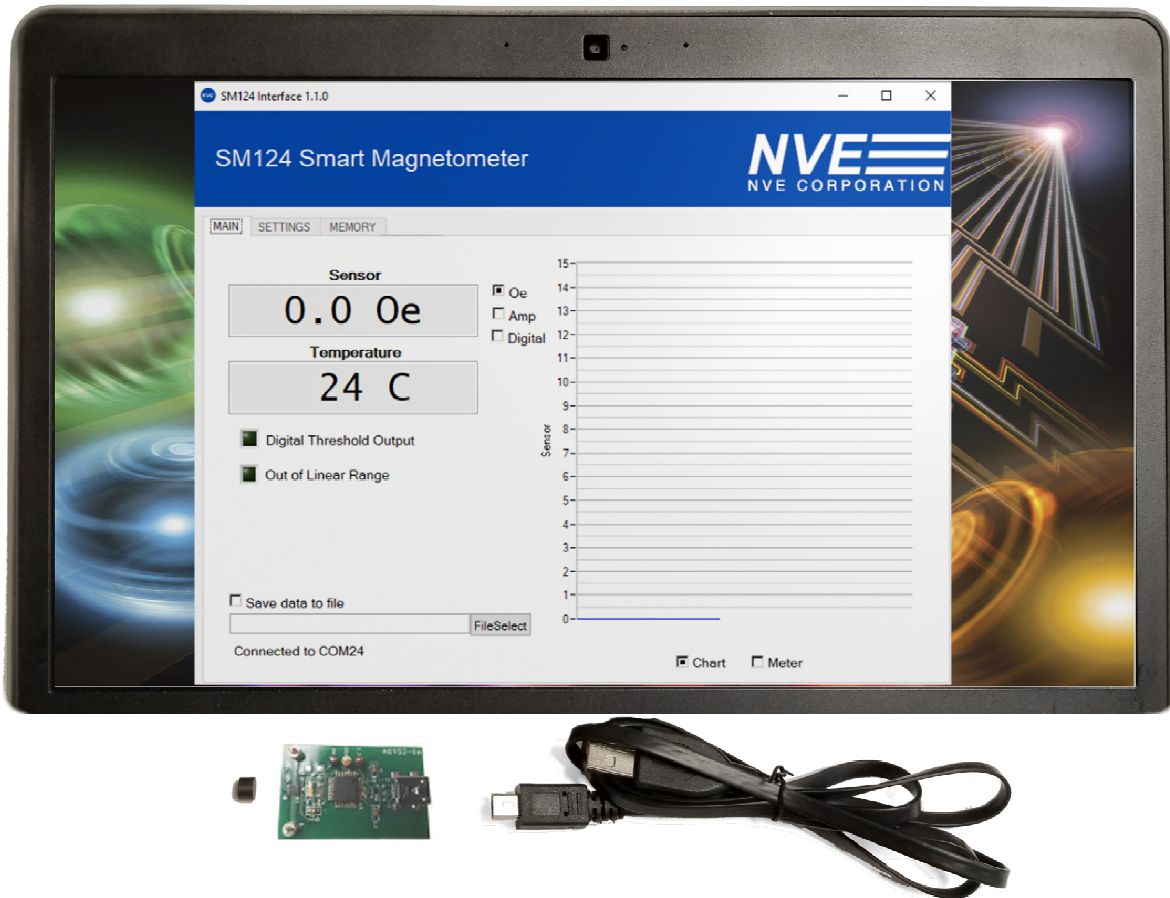 SM124 Interface 1.1.0
SM124 Smart Magnetometer
NVE
NVE CORPORATION
MAIN SETTINGS MEMORY
Sensor
0.0 Oe
Oe
Amp
Digital
Temperature
24 C
Digital Threshold Output
Out of Linear Range
Save data to file
FileSelect
Connected to COM24
15
14
13
12
11
10
9
8
7
6
5
4
3
2
1
0
Sensor
Chart Meter